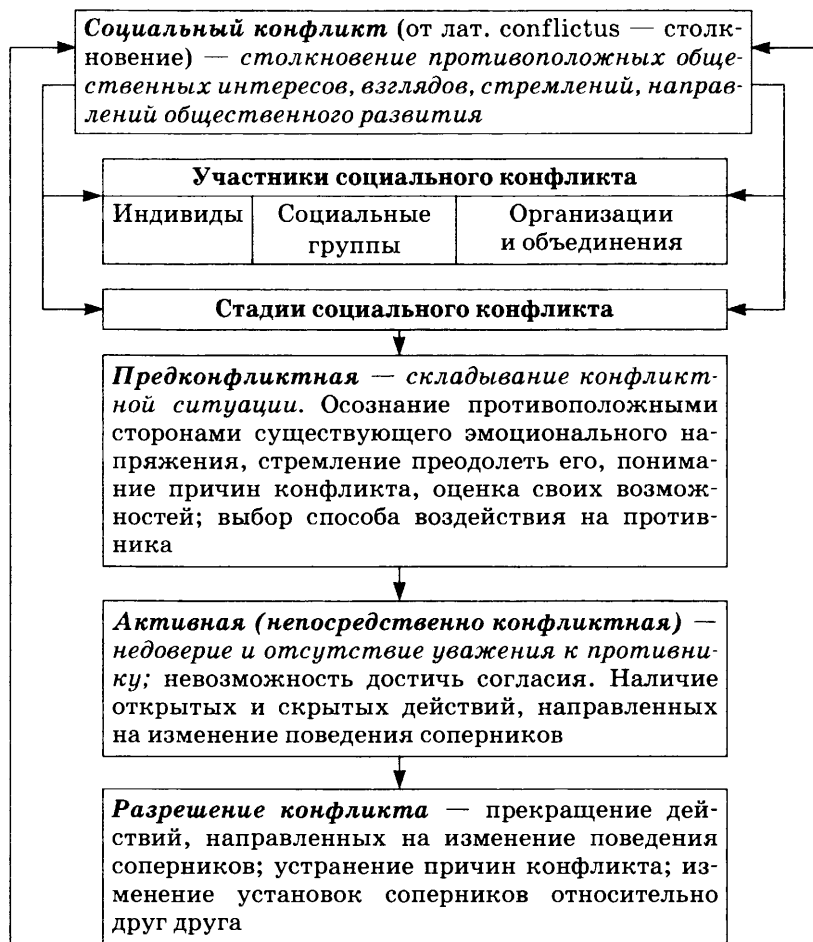 Социальный конфликт (от лат. conflictus — столк-
новение) — столкновение противоположных обще-
ственных интересов, взглядов, стремлений, направ-
лений общественного развития
Участники социального конфликта
Индивиды
Социальные
группы
Организации
и объединения
Стадии социального конфликта
Предконфликтная — складывание конфликт-
ной ситуации. Осознание противоположными
сторонами существующего эмоционального на-
пряжения, стремление преодолеть его, понима-
ние причин конфликта, оценка своих возмож-
ностей; выбор способа воздействия на против-
ника
Активная (непосредственно конфликтная) —
недоверие и отсутствие уважения к противни-
ку; невозможность достичь согласия. Наличие
открытых и скрытых действий, направленных
на изменение поведения соперников
Разрешение конфликта — прекращение дей-
ствий, направленных на изменение поведения
соперников; устранение причин конфликта; из-
менение установок соперников относительно
друг друга